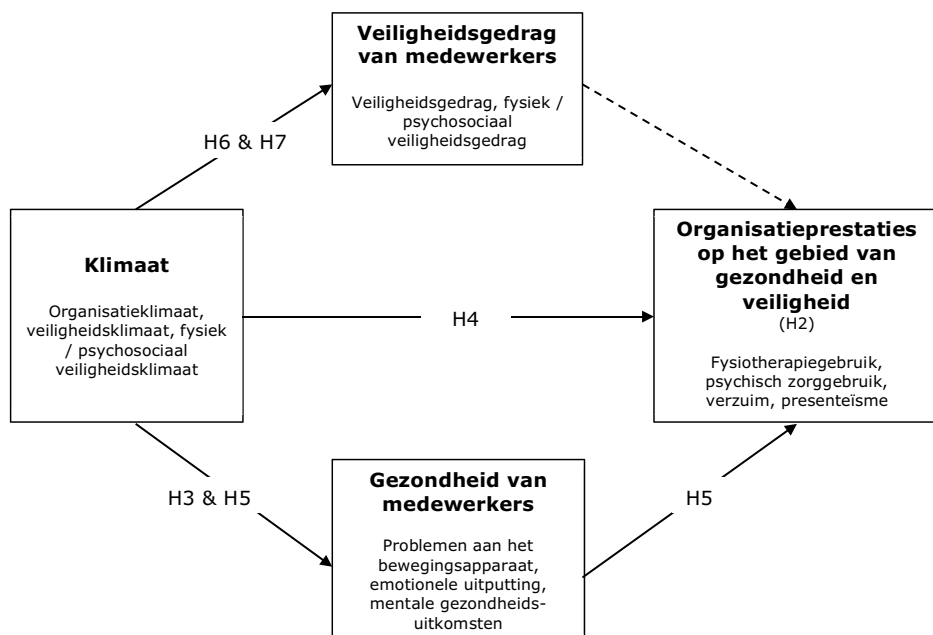 Veiligheidsgedrag
van medewerkers
Veiligheidsgedrag, fysiek /
psychosociaal
veiligheidsgedrag
H6 & H7
Klimaat
Organisatieklimaat,
veiligheidsklimaat, fysiek
/ psychosociaal
veiligheidsklimaat
H4
Organisatieprestaties
op het gebied van
gezondheid en
veiligheid
(H2)
Fysiotherapiegebruik,
psychisch zorggebruik,
verzuim, presenteïsme
H3 & H5
Gezondheid van
medewerkers
Problemen aan het
bewegingsapparaat,
emotionele uitputting,
mentale gezondheids-
uitkomsten
H5